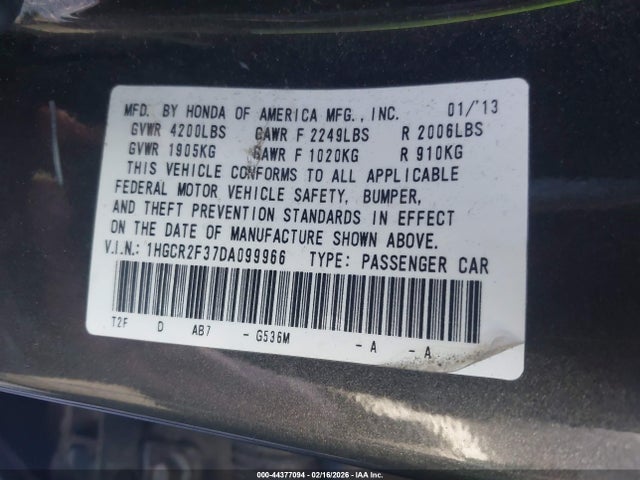 MFD. BY HONDA OF AMERICA MFG., INC. 01/'13
GVWR 4200LBS GAWR F 2249LBS R 2006LBS
GVWR 1905KG GAWR F 1020KG R 910KG
THIS VEHICLE CONFORMS TO ALL APPLICABLE
FEDERAL MOTOR VEHICLE SAFETY, BUMPER,
AND THEFT PREVENTION STANDARDS IN EFFECT
ON THE DATE OF MANUFACTURE SHOWN ABOVE.
V.I.N.: 1HGCR2F37DA099966 TYPE: PASSENGER CAR
T2F D AB7 - G536M - A - A
000-44377094 - 02/16/2026 - IAA Inc.